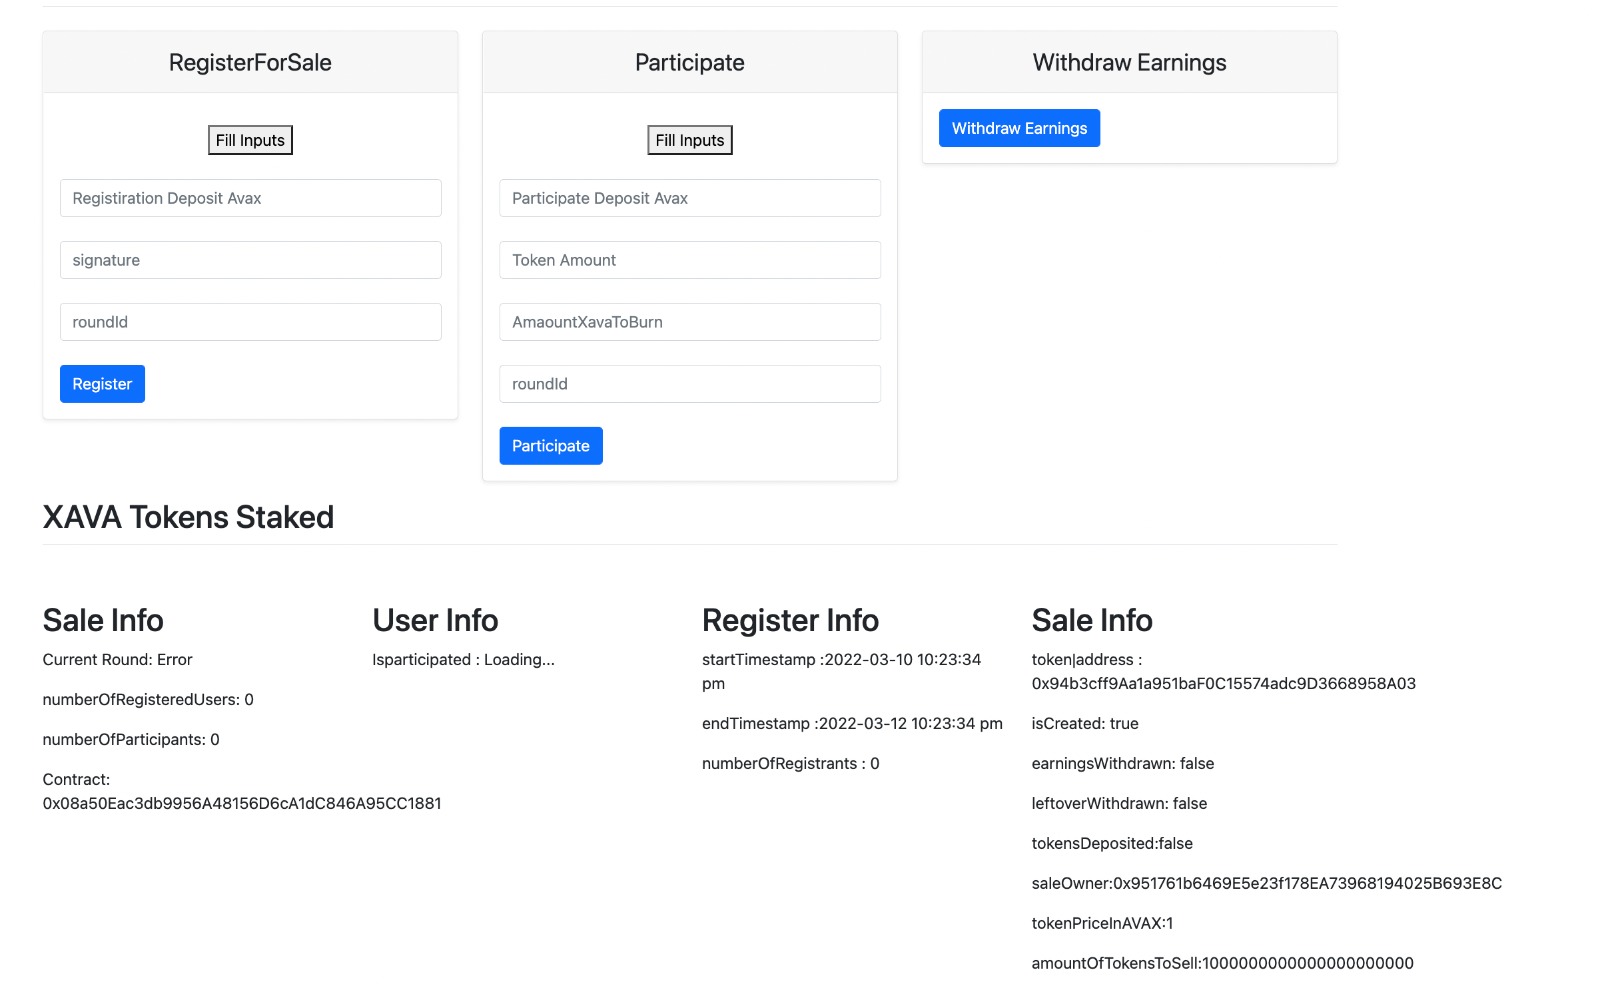 RegisterForSale
Fill Inputs
Registiration Deposit Avax
signature
roundId
Register
Participate
Fill Inputs
Participate Deposit Avax
Token Amount
AmaountXavaToBurn
roundId
Participate
Withdraw Earnings
Withdraw Earnings
XAVA Tokens Staked
Sale Info
Current Round: Error
numberOfRegisteredUsers: 0
numberOfParticipants: 0
Contract:
0x08a50Eac3db9956A48156D6cA1dC846A95CC1881
User Info
Isparticipated : Loading...
Register Info
startTimestamp :2022-03-10 10:23:34
pm
endTimestamp :2022-03-12 10:23:34 pm
numberOfRegistrants : 0
Sale Info
token|address :
0x94b3cff9Aa1a951baF0C15574adc9D3668958A03
isCreated: true
earningsWithdrawn: false
leftoverWithdrawn: false
tokensDeposited:false
saleOwner:0x951761b6469E5e23f178EA73968194025B693E8C
tokenPriceInAVAX:1
amountOfTokensToSell:1000000000000000000000